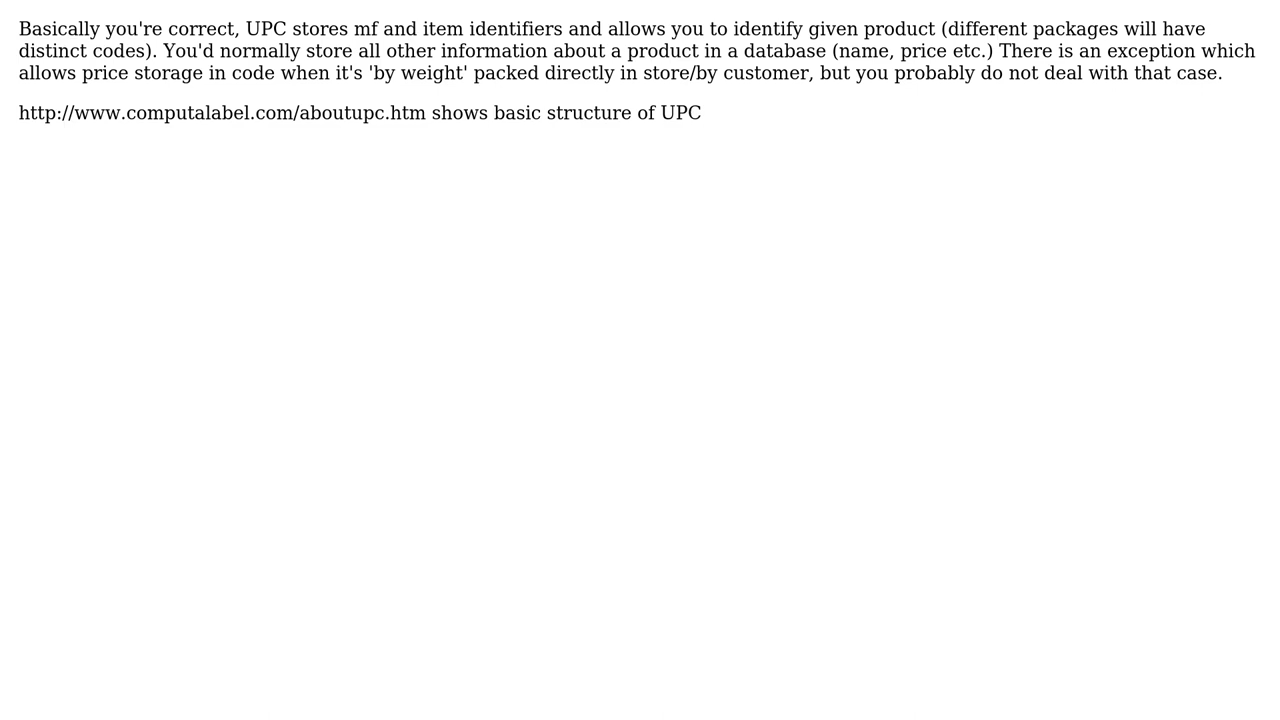 Basically you're correct, UPC stores mf and item identifiers and allows you to identify given product (different packages will have
distinct codes). You'd normally store all other information about a product in a database (name, price etc.) There is an exception which
allows price storage in code when it's 'by weight' packed directly in store/by customer, but you probably do not deal with that case.
http://www.computalabel.com/aboutupc.htm shows basic structure of UPC